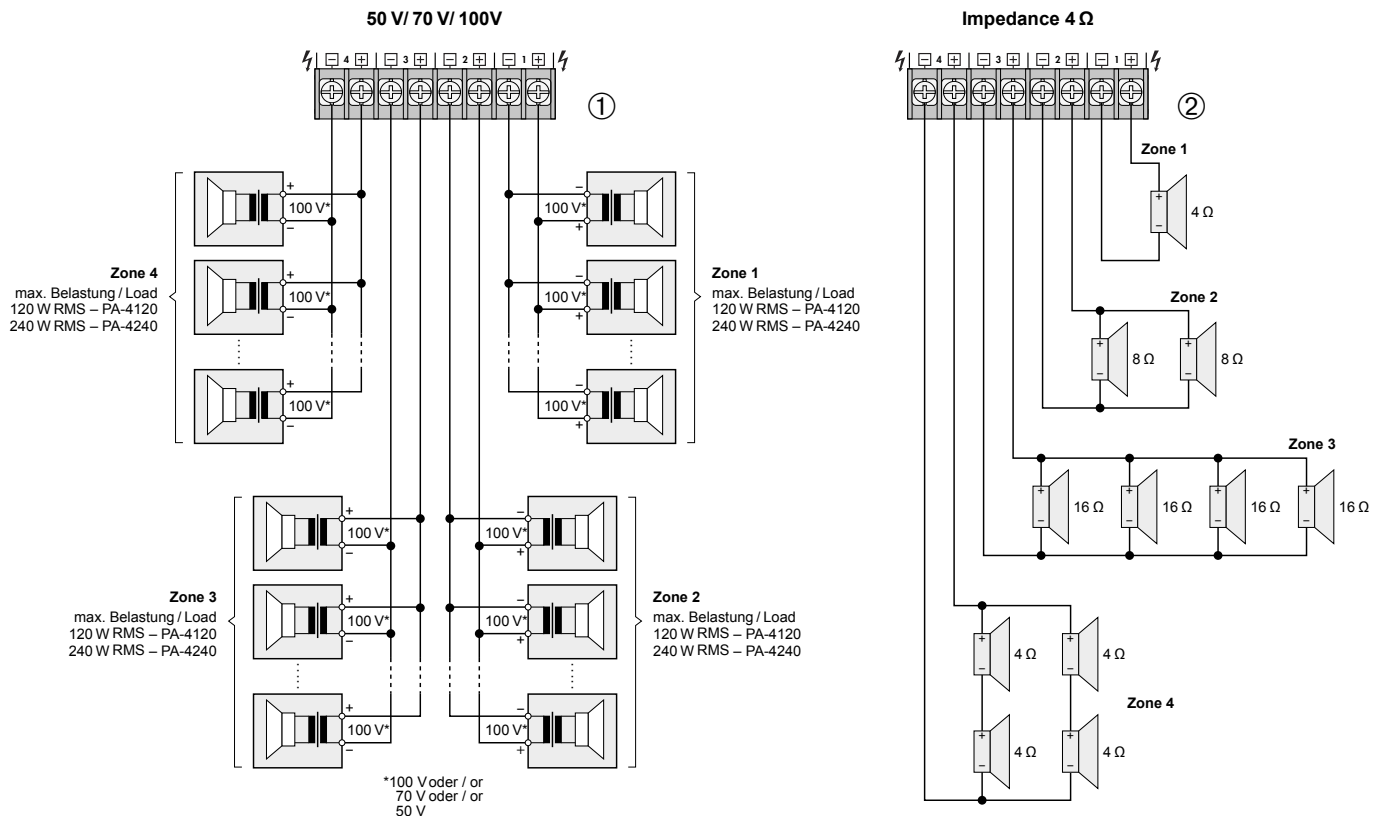 50 V/ 70 V/ 100V
− 4 + − 3 + − 2 + − 1 +
①
+
100 V*
−
Zone 4
max. Belastung / Load
120 W RMS – PA-4120
240 W RMS – PA-4240
+
100 V*
−
+
100 V*
−
−
100 V*
+
Zone 1
max. Belastung / Load
120 W RMS – PA-4120
240 W RMS – PA-4240
−
100 V*
+
−
100 V*
+
+
100 V*
−
Zone 3
max. Belastung / Load
120 W RMS – PA-4120
240 W RMS – PA-4240
+
100 V*
−
+
100 V*
−
−
100 V*
+
Zone 2
max. Belastung / Load
120 W RMS – PA-4120
240 W RMS – PA-4240
−
100 V*
+
−
100 V*
+
*100 V oder / or
70 V oder / or
50 V
Impedance 4 Ω
− 4 + − 3 + − 2 + − 1 +
②
Zone 1
+
4 Ω
−
Zone 2
+ +
8 Ω 8 Ω
− −
Zone 3
+ + + +
16 Ω 16 Ω 16 Ω 16 Ω
− − − −
+ +
4 Ω 4 Ω
− −
Zone 4
+ +
4 Ω 4 Ω
− −